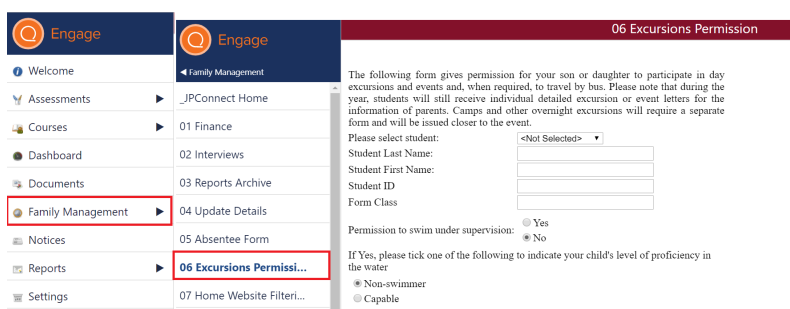 Engage
Welcome
Assessments
Courses
Dashboard
Documents
Family Management
Notices
Reports
Settings
Engage
◀ Family Management
_JPConnect Home
01 Finance
02 Interviews
03 Reports Archive
04 Update Details
05 Absentee Form
06 Excursions Permissi...
07 Home Website Filteri...
06 Excursions Permission
The following form gives permission for your son or daughter to participate in day
excursions and events and, when required, to travel by bus. Please note that during the
year, students will still receive individual detailed excursion or event letters for the
information of parents. Camps and other overnight excursions will require a separate
form and will be issued closer to the event.
Please select student: <Not Selected>
Student Last Name:
Student First Name:
Student ID
Form Class
Permission to swim under supervision: Yes
No
If Yes, please tick one of the following to indicate your child's level of proficiency in
the water
Non-swimmer
Capable